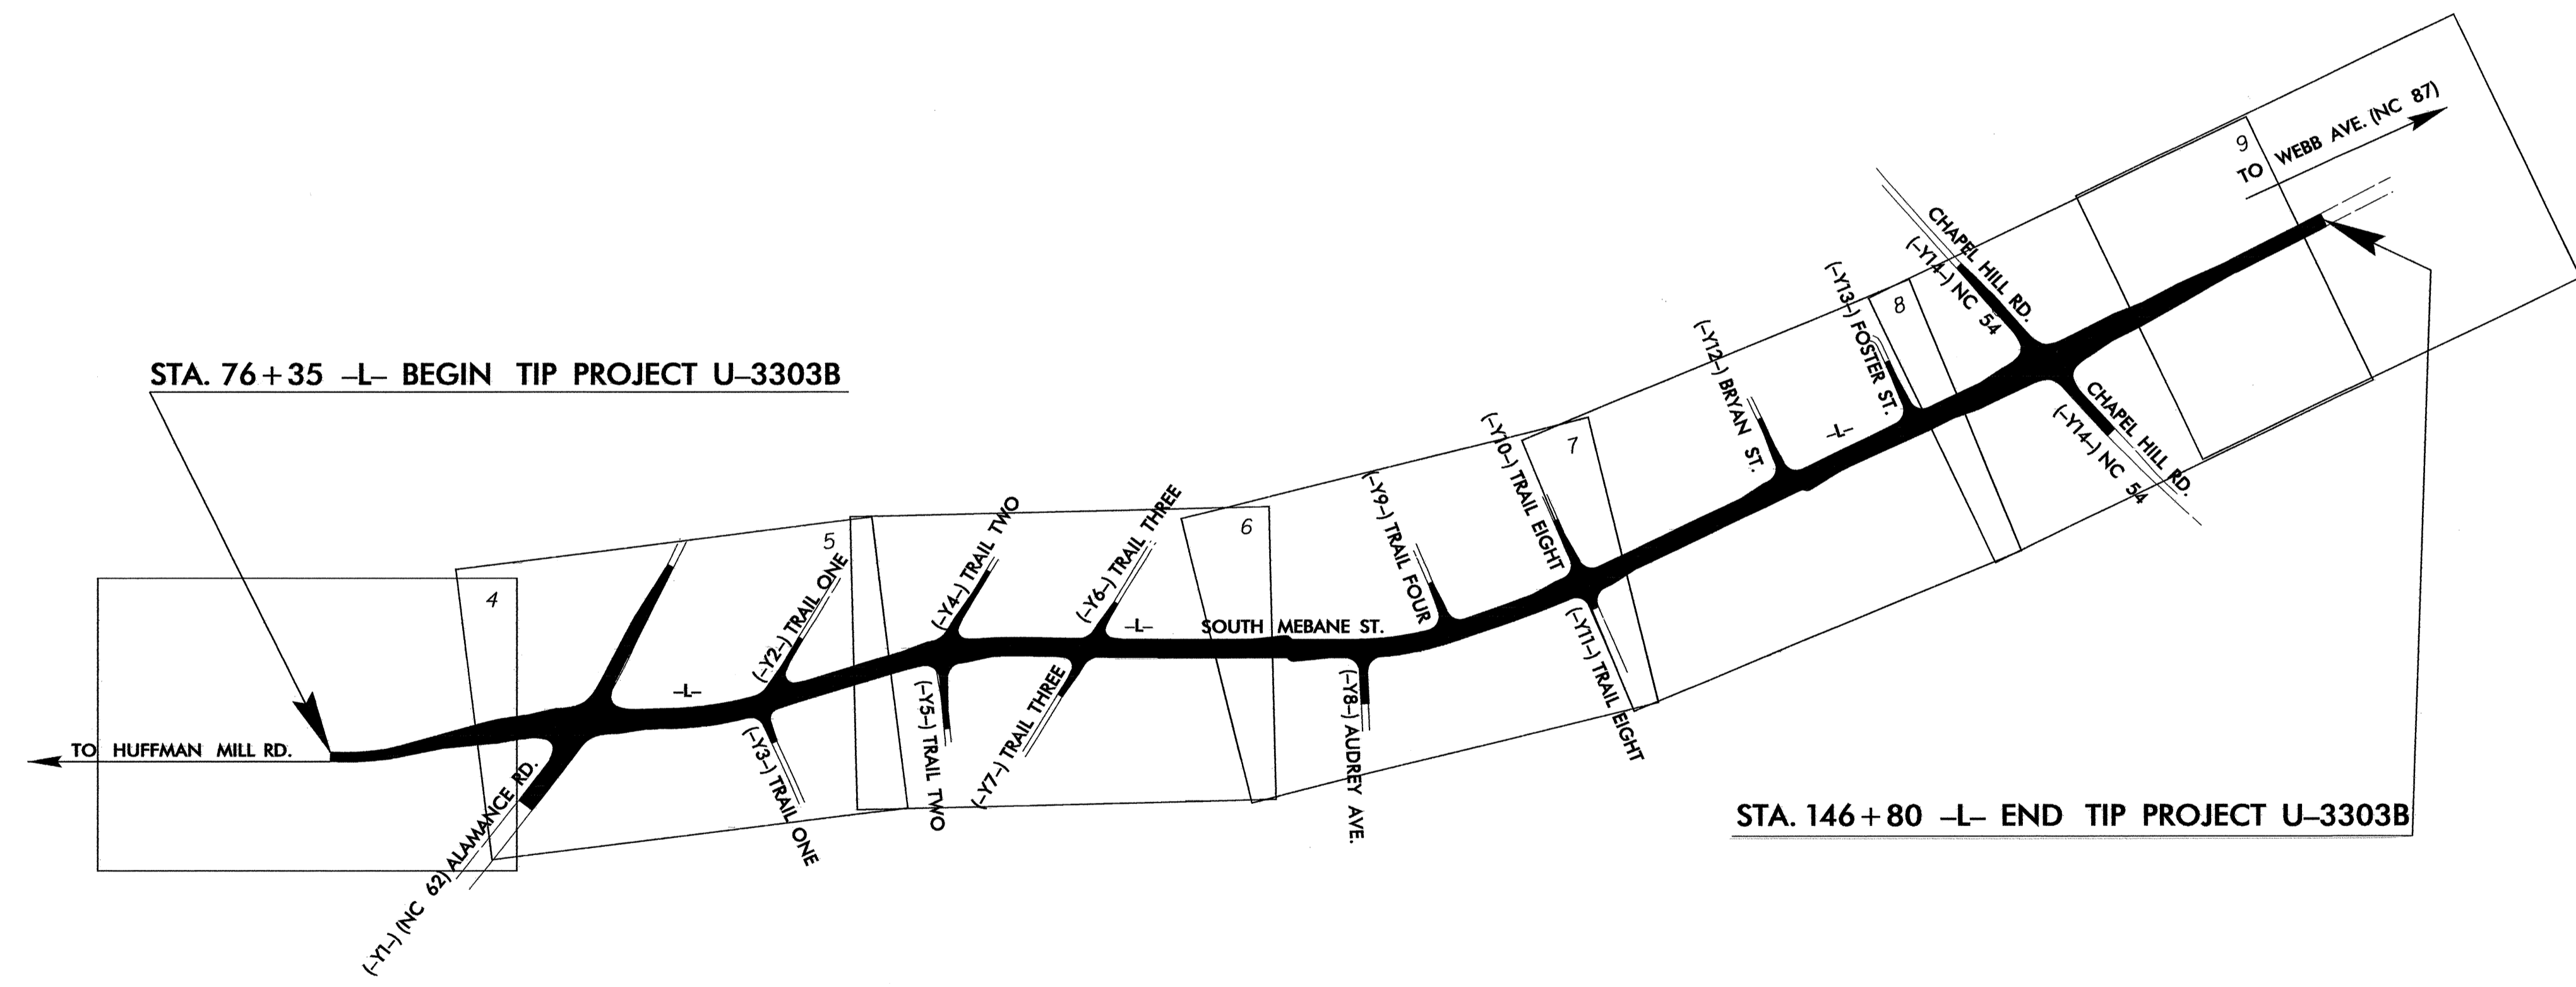 STA. 76+35 –L– BEGIN TIP PROJECT U–3303B
TO HUFFMAN MILL RD.
4
(–Y1–) (NC 62) ALAMANCE RD.
–L–
5
(–Y2–) TRAIL ONE
(–Y3–) TRAIL ONE
(–Y4–) TRAIL TWO
(–Y5–) TRAIL TWO
(–Y6–) TRAIL THREE
(–Y7–) TRAIL THREE
–L–
SOUTH MEBANE ST.
6
(–Y8–) AUDREY AVE.
(–Y9–) TRAIL FOUR
(–Y10–) TRAIL EIGHT
7
(–Y11–) TRAIL EIGHT
(–Y12–) BRYAN ST.
–L–
(–Y13–) FOSTER ST.
8
CHAPEL HILL RD.
(–Y14–) NC 54
CHAPEL HILL RD.
(–Y14–) NC 54
9
TO WEBB AVE. (NC 87)
STA. 146+80 –L– END TIP PROJECT U–3303B